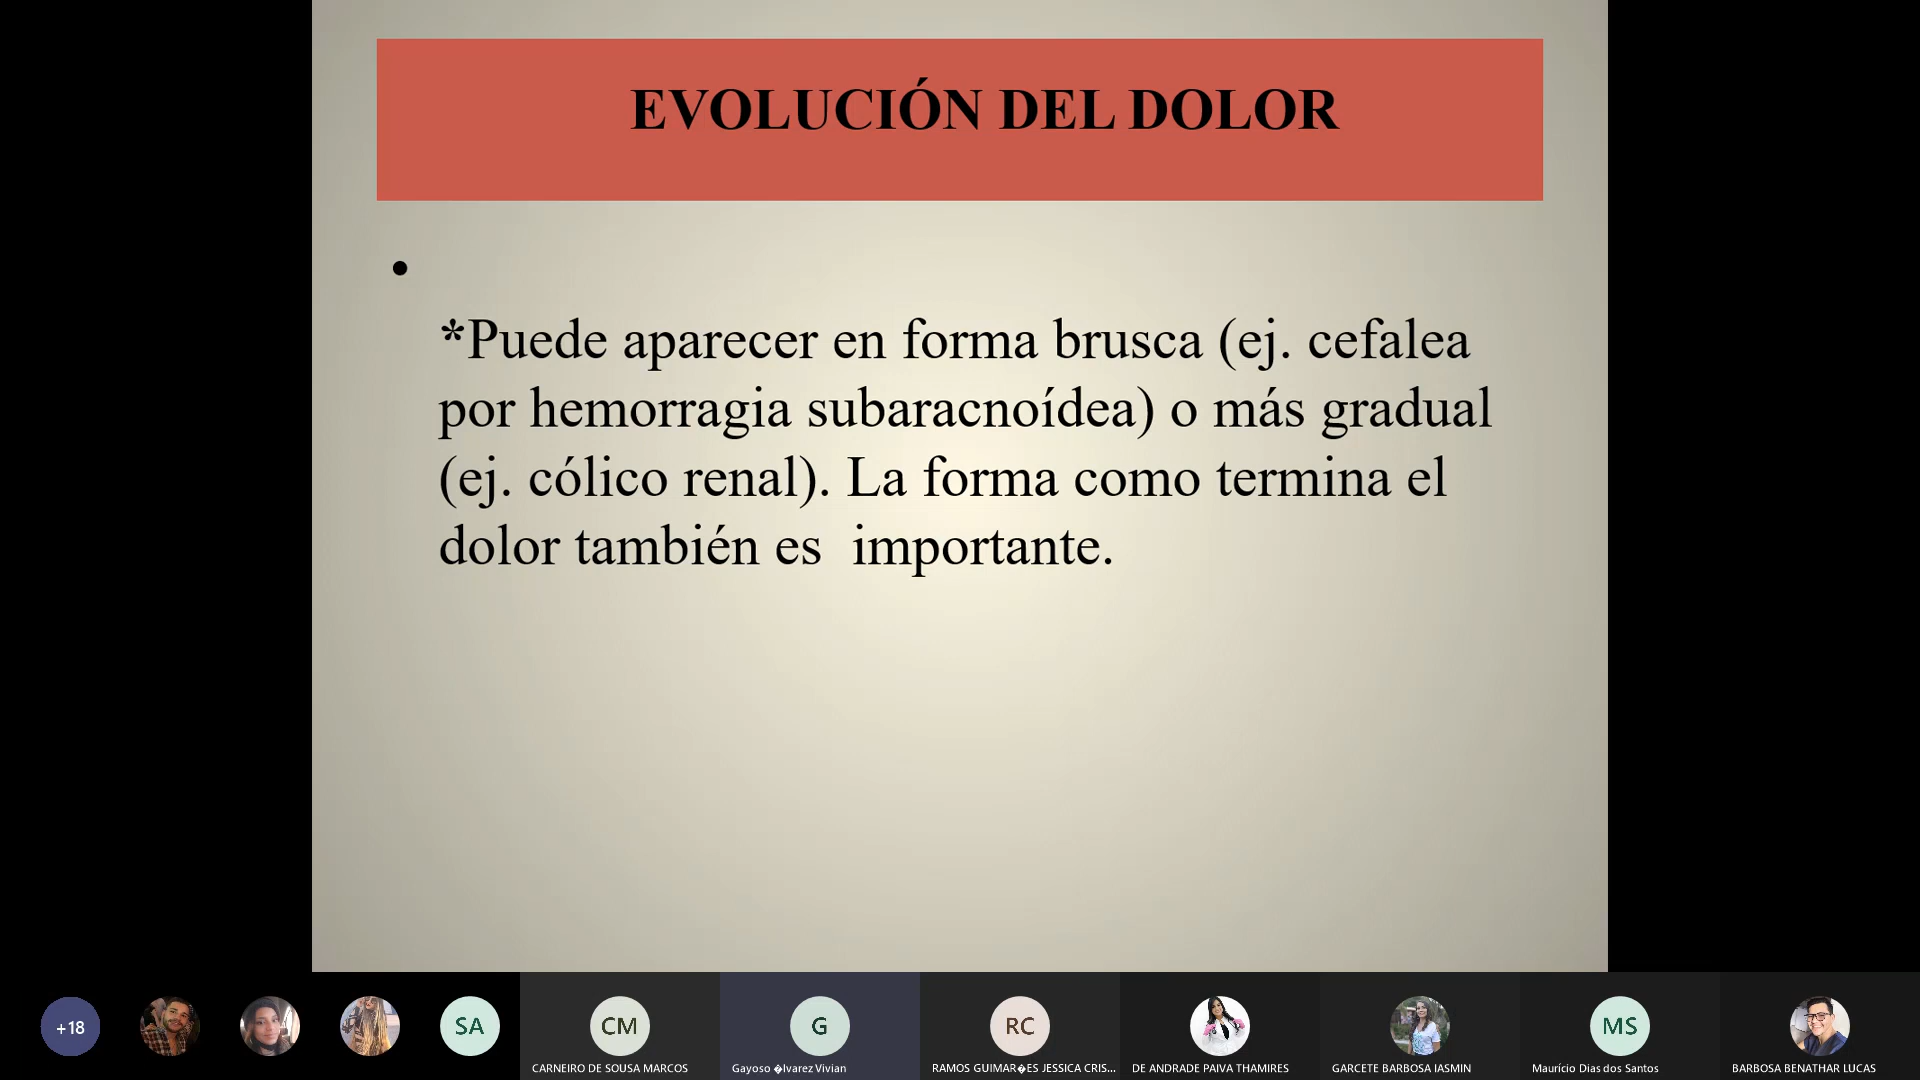 EVOLUCIÓN DEL DOLOR
•
*Puede aparecer en forma brusca (ej. cefalea
por hemorragia subaracnoídea) o más gradual
(ej. cólico renal). La forma como termina el
dolor también es  importante.
+18
SA
CM
G
RC
MS
CARNEIRO DE SOUSA MARCOS
Gayoso �lvarez Vivian
RAMOS GUIMAR�ES JESSICA CRIS...
DE ANDRADE PAIVA THAMIRES
GARCETE BARBOSA IASMIN
Maurício Dias dos Santos
BARBOSA BENATHAR LUCAS